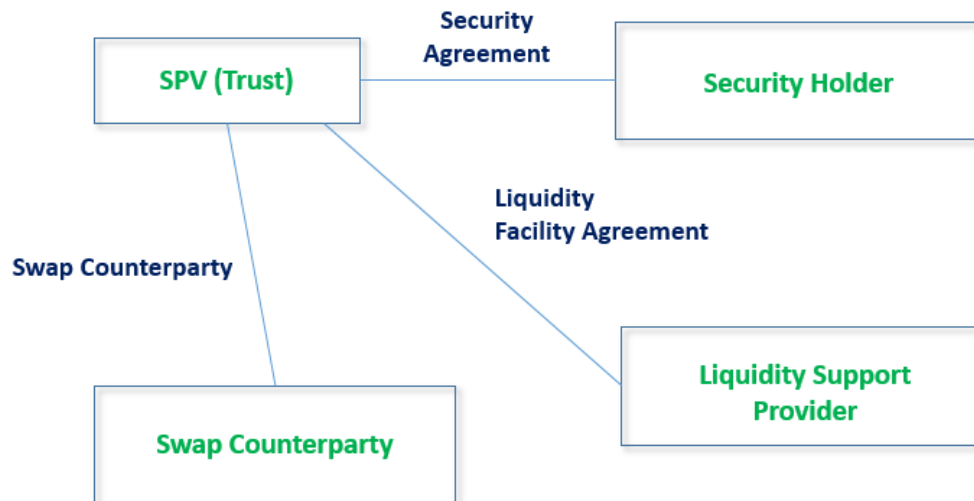 Security
Agreement
SPV (Trust)
Security Holder
Liquidity
Facility Agreement
Swap Counterparty
Liquidity Support
Provider
Swap Counterparty